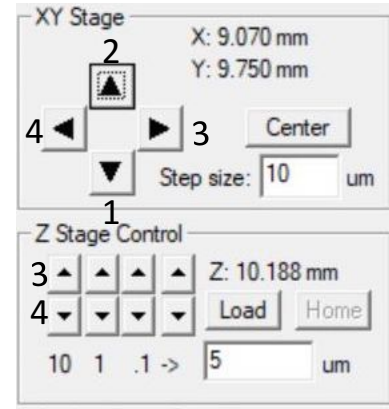 XY Stage
2
X: 9.070 mm
Y: 9.750 mm
4 3 Center
Step size: 10 um
1
Z Stage Control
3 Z: 10.188 mm
4 Load Home
10 1 .1 -> 5 um